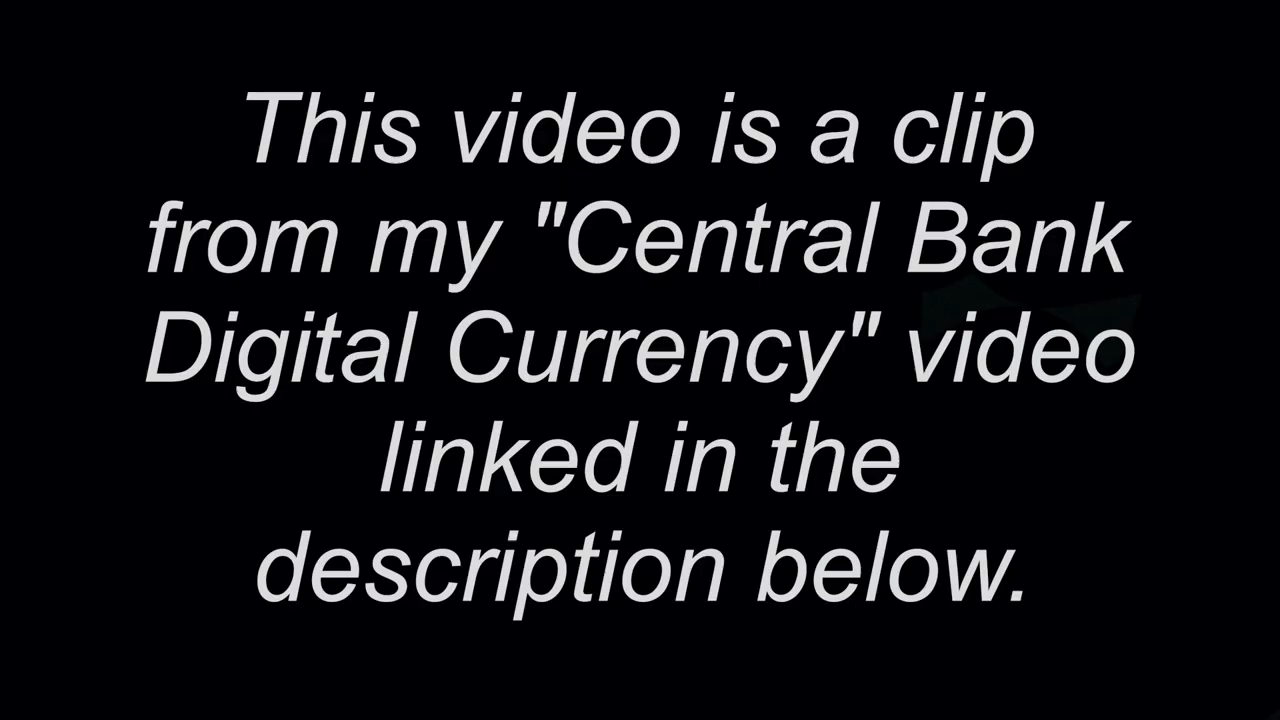 This video is a clip
from my "Central Bank
Digital Currency" video
linked in the
description below.